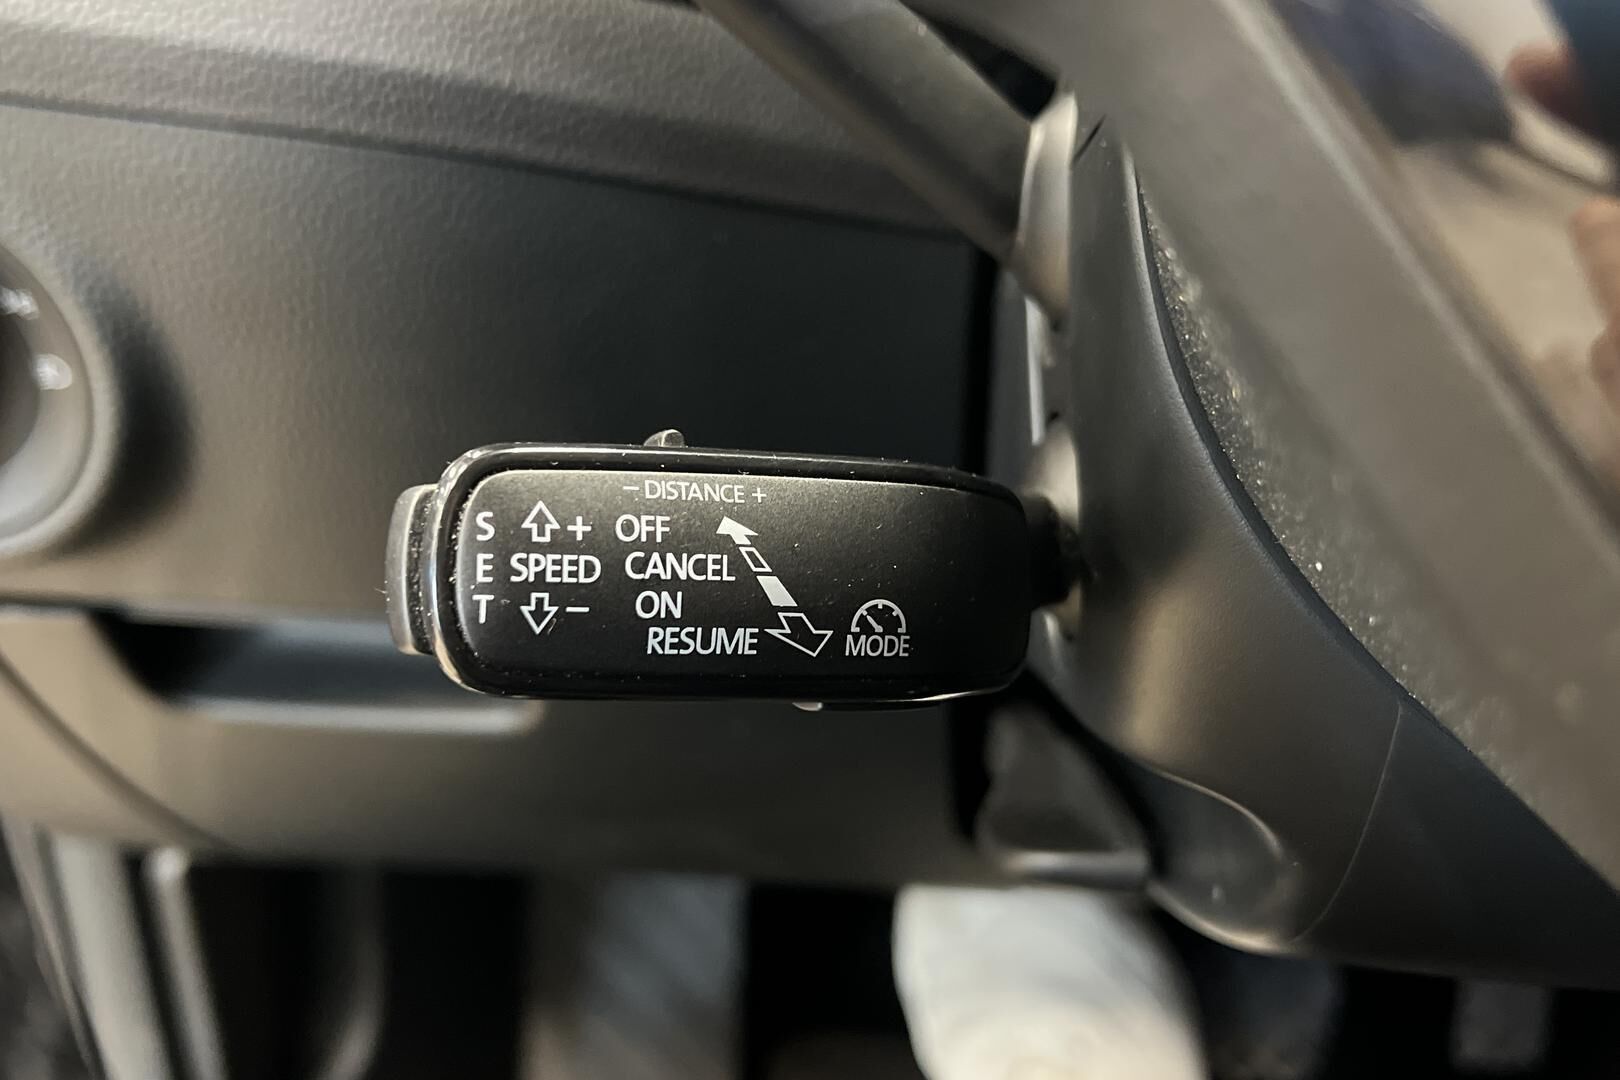 - DISTANCE +
S + OFF
E SPEED CANCEL
T - ON
RESUME MODE